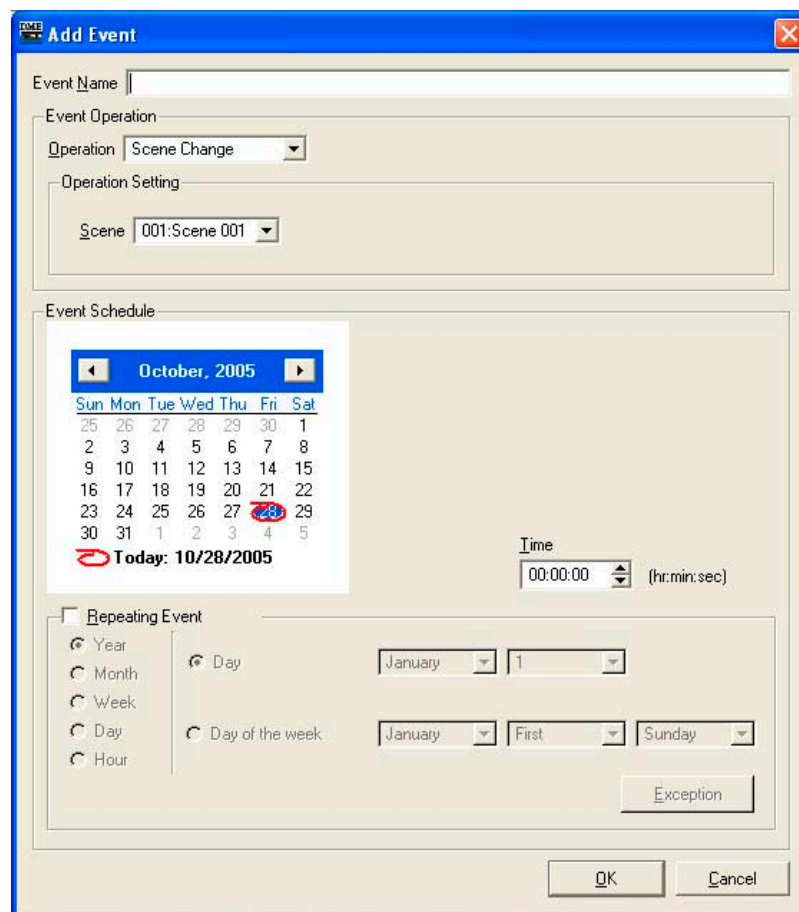 DME
Add Event
Event Name
Event Operation
Operation Scene Change
Operation Setting
Scene 001:Scene 001
Event Schedule
October, 2005
Sun Mon Tue Wed Thu Fri Sat
25 26 27 28 29 30 1
2 3 4 5 6 7 8
9 10 11 12 13 14 15
16 17 18 19 20 21 22
23 24 25 26 27 28 29
30 31 1 2 3 4 5
Today: 10/28/2005
Time
00:00:00 (hr:min:sec)
Repeating Event
Year
Month
Week
Day
Hour
Day January 1
Day of the week January First Sunday
Exception
OK Cancel